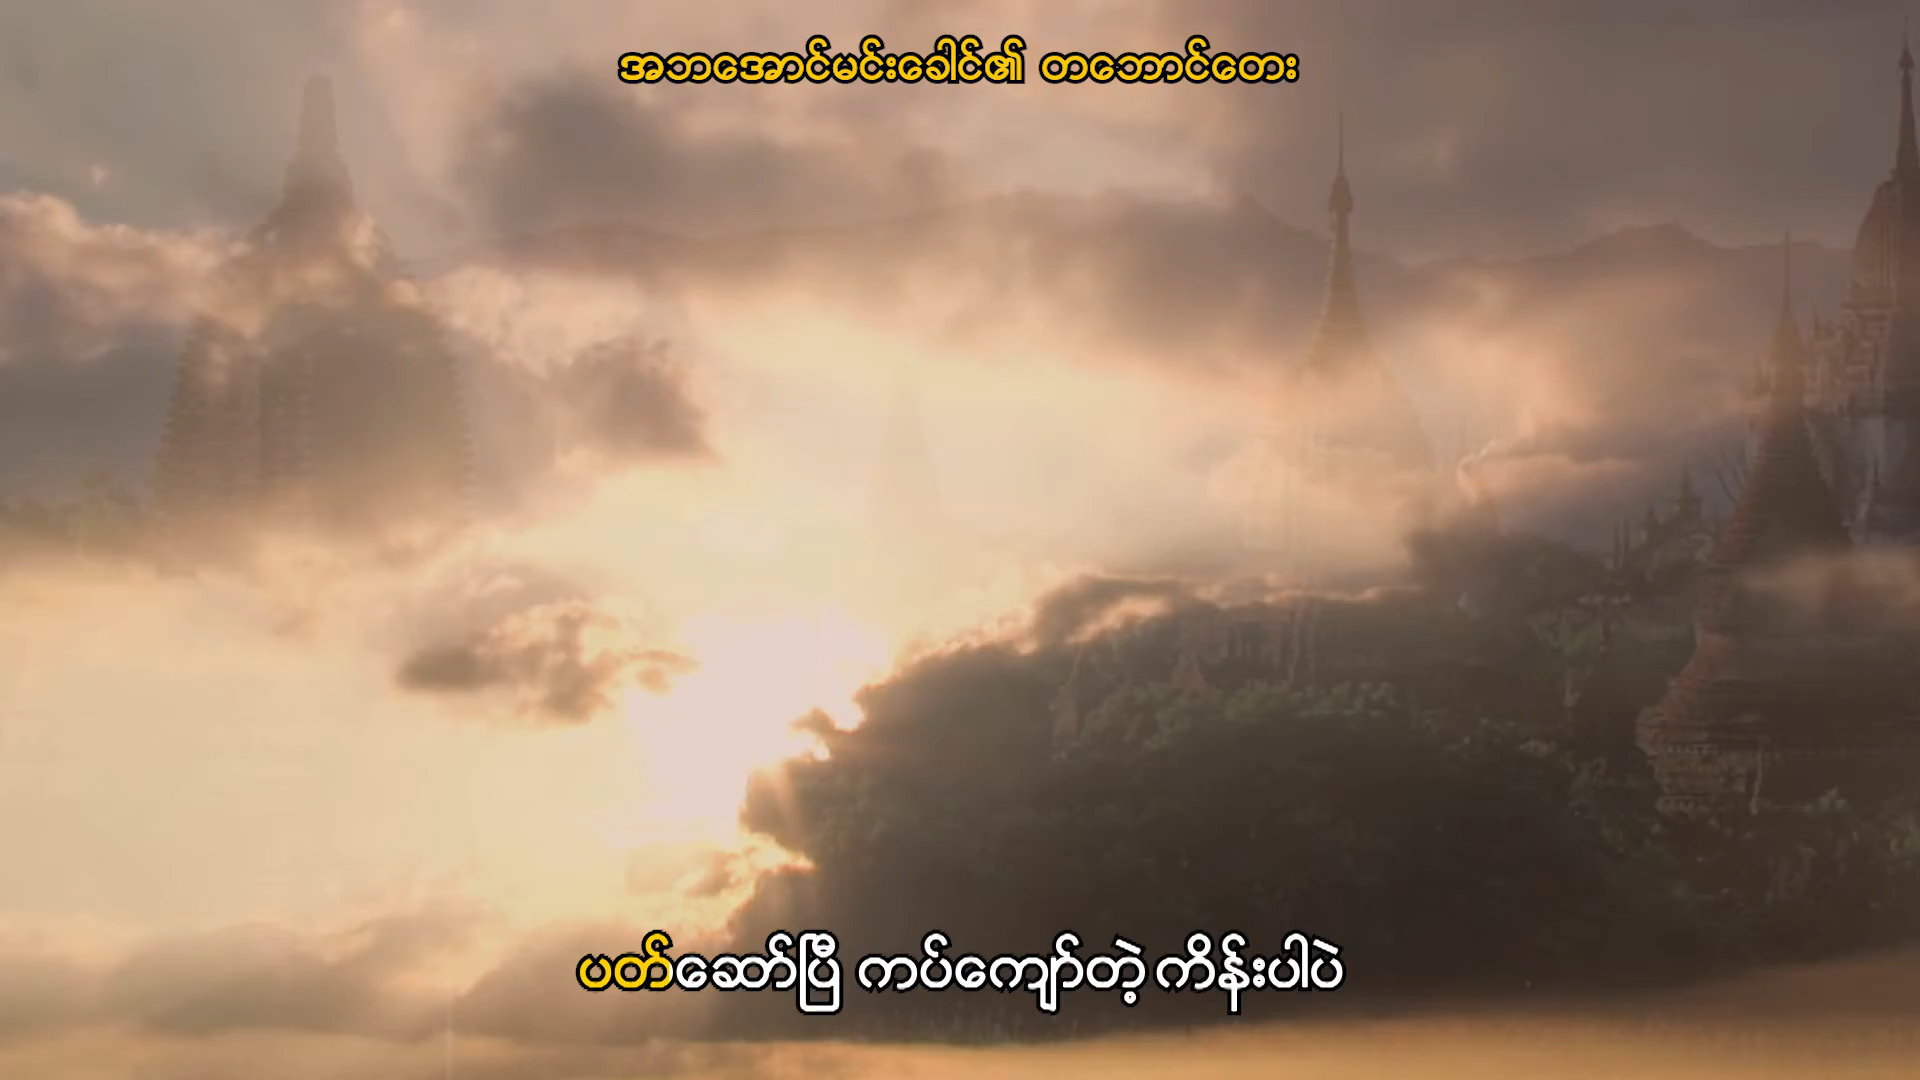 အဘအောင်မင်းခေါင်၏ တဘောင်တေး
ပတ်ဆော်ပြီ ကပ်ကျော်တဲ့ ကိန်းပါပဲ